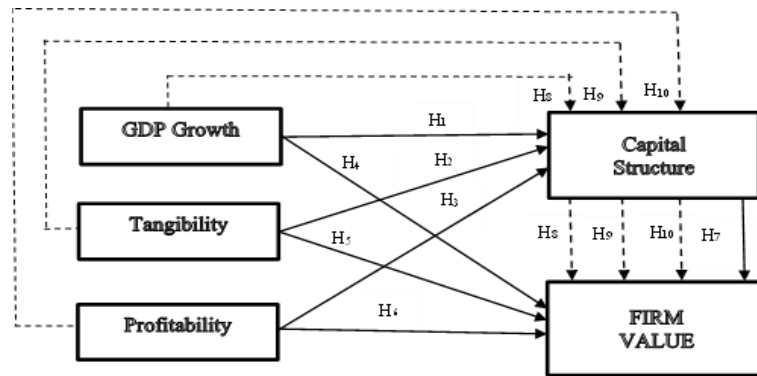 H8 H9 H10
GDP Growth
H1
Capital
Structure
H4
H2
H3
Tangibility
H5
H8 H9 H10 H7
Profitability
H6
FIRM
VALUE